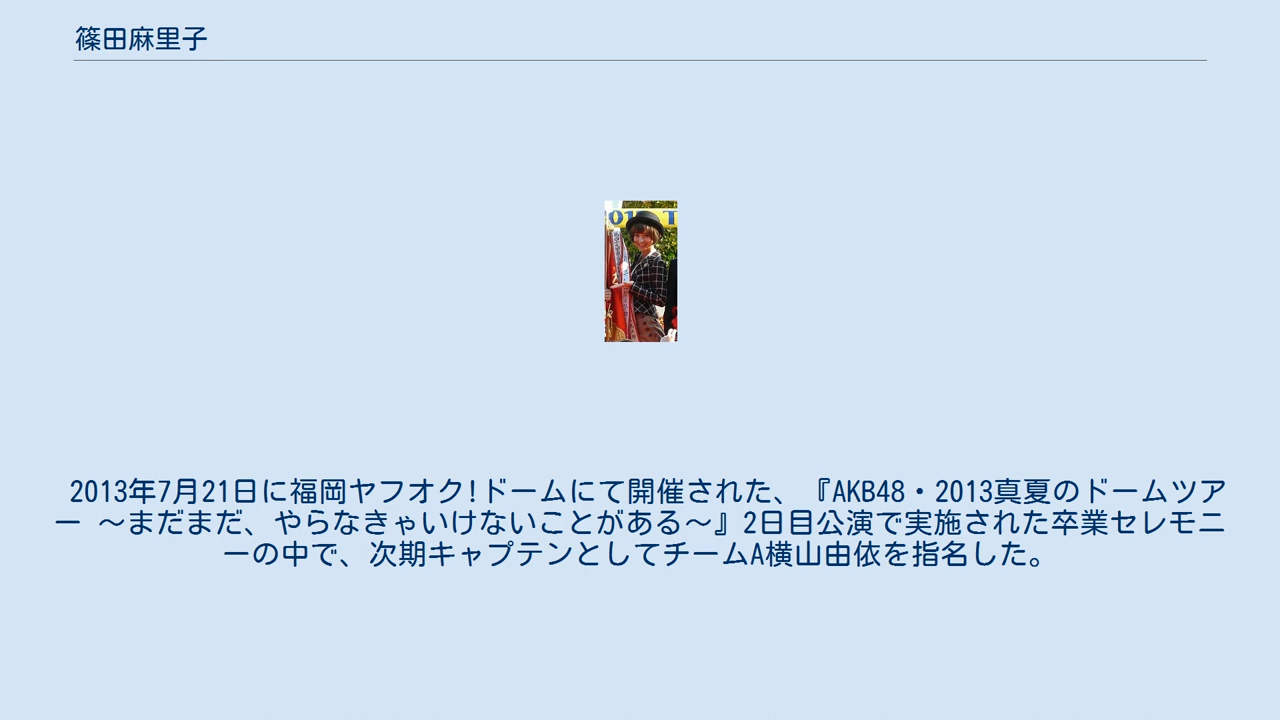 篠田麻里子
2013年7月21日に福岡ヤフオク!ドームにて開催された、『AKB48・2013真夏のドームツア
ー ～まだまだ、やらなきゃいけないことがある～』2日目公演で実施された卒業セレモニ
ーの中で、次期キャプテンとしてチームA横山由依を指名した。